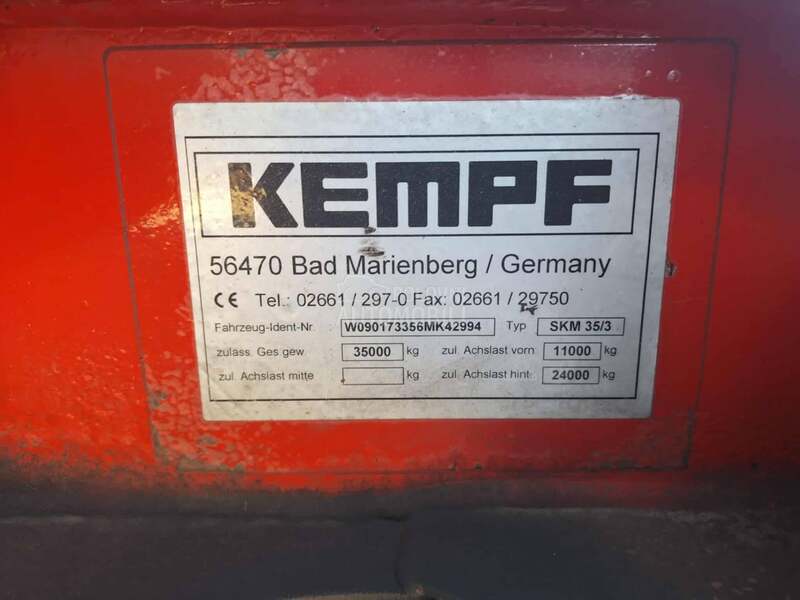 KEMPF
56470 Bad Marienberg / Germany
CE Tel.: 02661 / 297-0 Fax: 02661 / 29750
Fahrzeug-Ident-Nr W090173356MK42994 Typ SKM 35/3
zulass. Ges gew 35000 kg zul. Achslast vorn 11000 kg
zul. Achslast mitte kg zul. Achslast hint 24000 kg